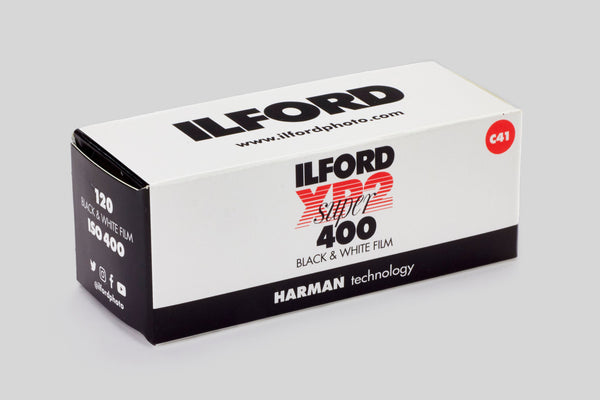 ILFORD
www.ilfordphoto.com
C41
ILFORD
XP2
super
400
BLACK & WHITE FILM
HARMAN technology
120
BLACK & WHITE FILM
ISO 400
@ilfordphoto